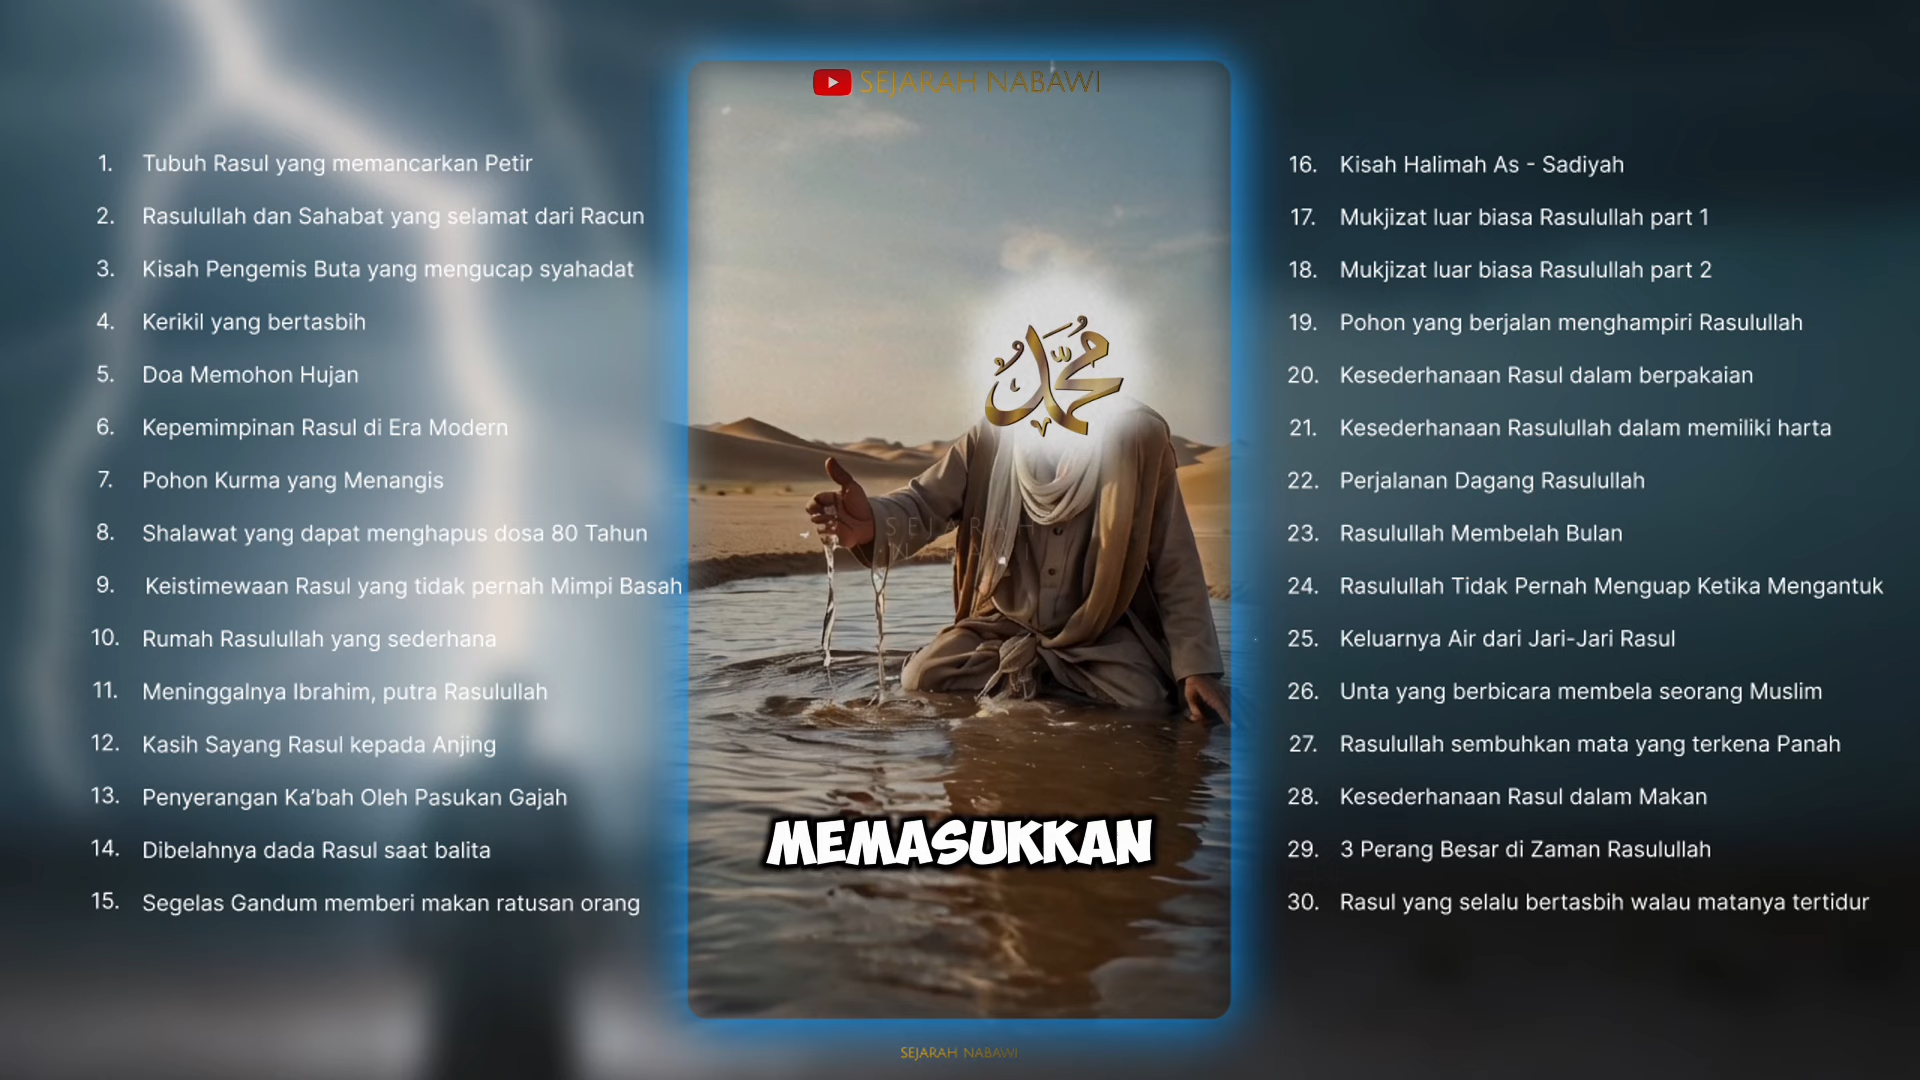 SEJARAH NABAWI
1. Tubuh Rasul yang memancarkan Petir
2. Rasulullah dan Sahabat yang selamat dari Racun
3. Kisah Pengemis Buta yang mengucap syahadat
4. Kerikil yang bertasbih
5. Doa Memohon Hujan
6. Kepemimpinan Rasul di Era Modern
7. Pohon Kurma yang Menangis
8. Shalawat yang dapat menghapus dosa 80 Tahun
9. Keistimewaan Rasul yang tidak pernah Mimpi Basah
10. Rumah Rasulullah yang sederhana
11. Meninggalnya Ibrahim, putra Rasulullah
12. Kasih Sayang Rasul kepada Anjing
13. Penyerangan Ka’bah Oleh Pasukan Gajah
14. Dibelahnya dada Rasul saat balita
15. Segelas Gandum memberi makan ratusan orang
مُحَمَّدٌ
SEJARAH
NABAWI
MEMASUKKAN
16. Kisah Halimah As - Sadiyah
17. Mukjizat luar biasa Rasulullah part 1
18. Mukjizat luar biasa Rasulullah part 2
19. Pohon yang berjalan menghampiri Rasulullah
20. Kesederhanaan Rasul dalam berpakaian
21. Kesederhanaan Rasulullah dalam memiliki harta
22. Perjalanan Dagang Rasulullah
23. Rasulullah Membelah Bulan
24. Rasulullah Tidak Pernah Menguap Ketika Mengantuk
25. Keluarnya Air dari Jari-Jari Rasul
26. Unta yang berbicara membela seorang Muslim
27. Rasulullah sembuhkan mata yang terkena Panah
28. Kesederhanaan Rasul dalam Makan
29. 3 Perang Besar di Zaman Rasulullah
30. Rasul yang selalu bertasbih walau matanya tertidur
SEJARAH NABAWI